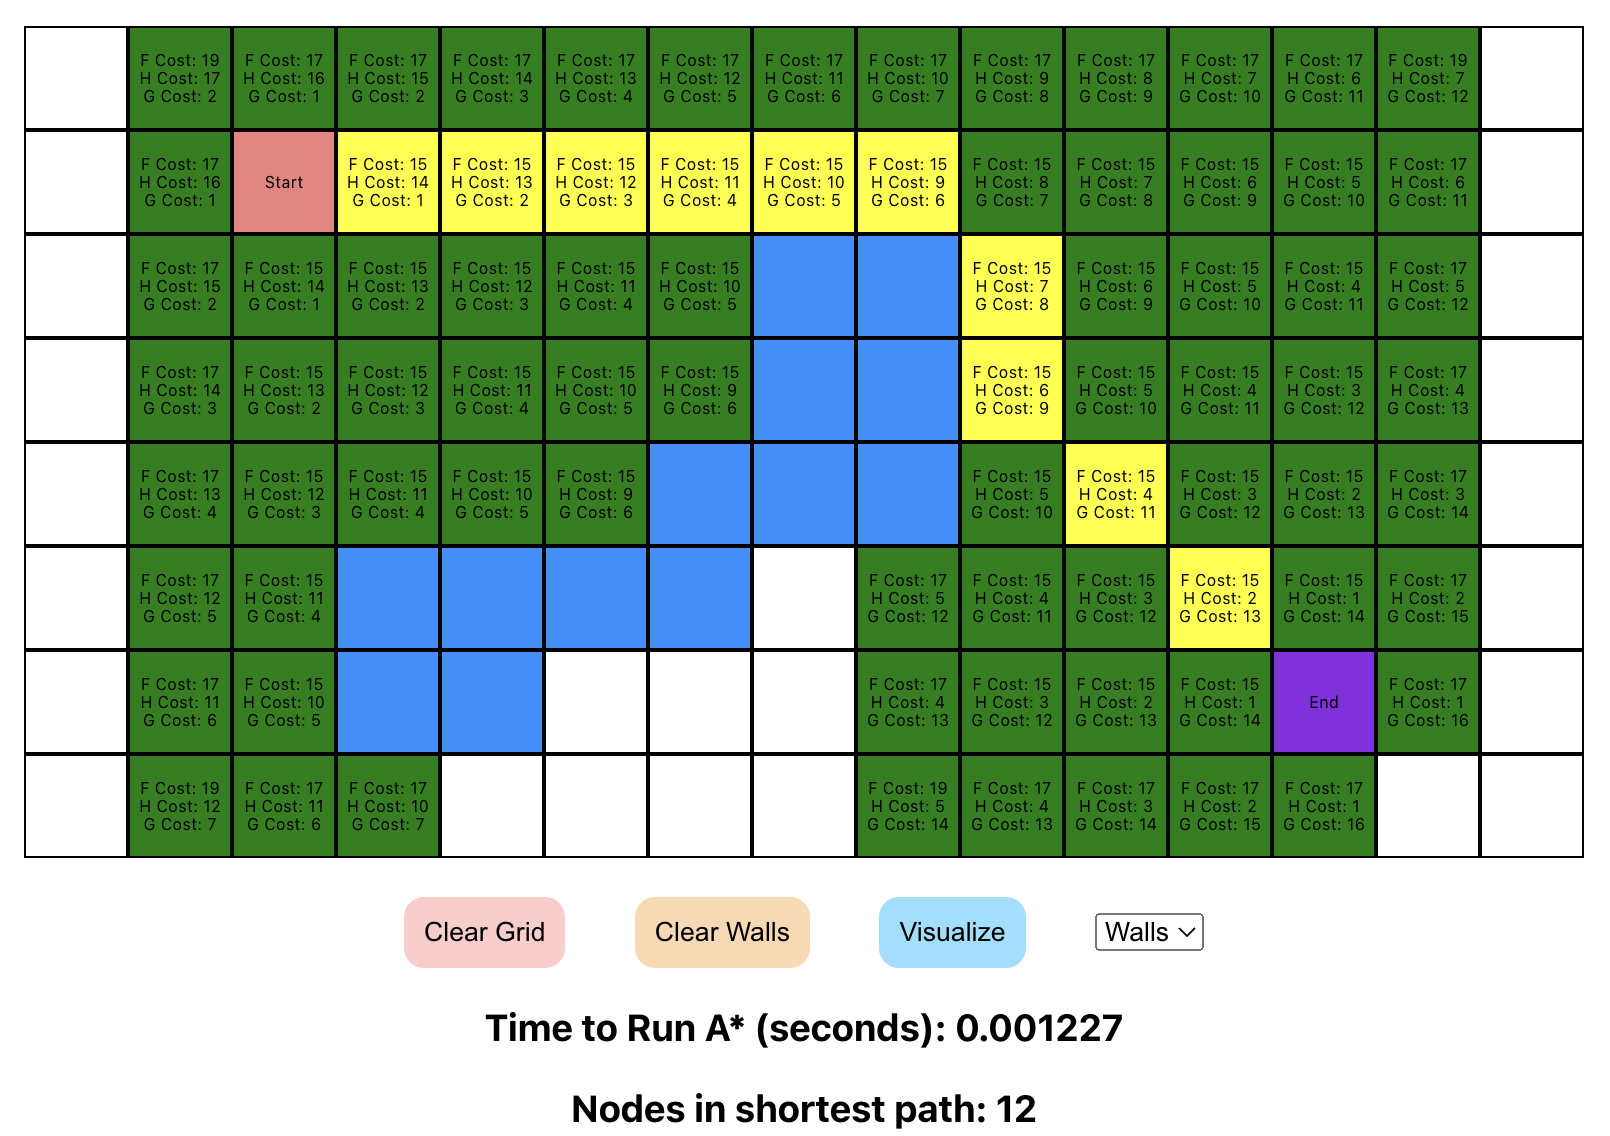 F Cost: 19 F Cost: 17 F Cost: 17 F Cost: 17 F Cost: 17 F Cost: 17 F Cost: 17 F Cost: 17 F Cost: 17 F Cost: 17 F Cost: 17 F Cost: 17 F Cost: 19
H Cost: 17 H Cost: 16 H Cost: 15 H Cost: 14 H Cost: 13 H Cost: 12 H Cost: 11 H Cost: 10 H Cost: 9 H Cost: 8 H Cost: 7 H Cost: 6 H Cost: 7
G Cost: 2 G Cost: 1 G Cost: 2 G Cost: 3 G Cost: 4 G Cost: 5 G Cost: 6 G Cost: 7 G Cost: 8 G Cost: 9 G Cost: 10 G Cost: 11 G Cost: 12
F Cost: 17 F Cost: 15 F Cost: 15 F Cost: 15 F Cost: 15 F Cost: 15 F Cost: 15 F Cost: 15 F Cost: 15 F Cost: 15 F Cost: 15 F Cost: 17
H Cost: 16 Start H Cost: 14 H Cost: 13 H Cost: 12 H Cost: 11 H Cost: 10 H Cost: 9 H Cost: 8 H Cost: 7 H Cost: 6 H Cost: 5 H Cost: 6
G Cost: 1 G Cost: 1 G Cost: 2 G Cost: 3 G Cost: 4 G Cost: 5 G Cost: 6 G Cost: 7 G Cost: 8 G Cost: 9 G Cost: 10 G Cost: 11
F Cost: 17 F Cost: 15 F Cost: 15 F Cost: 15 F Cost: 15 F Cost: 15 F Cost: 15 F Cost: 15 F Cost: 15 F Cost: 15 F Cost: 17
H Cost: 15 H Cost: 14 H Cost: 13 H Cost: 12 H Cost: 11 H Cost: 10 H Cost: 7 H Cost: 6 H Cost: 5 H Cost: 4 H Cost: 5
G Cost: 2 G Cost: 1 G Cost: 2 G Cost: 3 G Cost: 4 G Cost: 5 G Cost: 8 G Cost: 9 G Cost: 10 G Cost: 11 G Cost: 12
F Cost: 17 F Cost: 15 F Cost: 15 F Cost: 15 F Cost: 15 F Cost: 15 F Cost: 15 F Cost: 15 F Cost: 15 F Cost: 15 F Cost: 17
H Cost: 14 H Cost: 13 H Cost: 12 H Cost: 11 H Cost: 10 H Cost: 9 H Cost: 6 H Cost: 5 H Cost: 4 H Cost: 3 H Cost: 4
G Cost: 3 G Cost: 2 G Cost: 3 G Cost: 4 G Cost: 5 G Cost: 6 G Cost: 9 G Cost: 10 G Cost: 11 G Cost: 12 G Cost: 13
F Cost: 17 F Cost: 15 F Cost: 15 F Cost: 15 F Cost: 15 F Cost: 15 F Cost: 15 F Cost: 15 F Cost: 15 F Cost: 17
H Cost: 13 H Cost: 12 H Cost: 11 H Cost: 10 H Cost: 9 H Cost: 5 H Cost: 4 H Cost: 3 H Cost: 2 H Cost: 3
G Cost: 4 G Cost: 3 G Cost: 4 G Cost: 5 G Cost: 6 G Cost: 10 G Cost: 11 G Cost: 12 G Cost: 13 G Cost: 14
F Cost: 17 F Cost: 15 F Cost: 17 F Cost: 15 F Cost: 15 F Cost: 15 F Cost: 15 F Cost: 17
H Cost: 12 H Cost: 11 H Cost: 5 H Cost: 4 H Cost: 3 H Cost: 2 H Cost: 1 H Cost: 2
G Cost: 5 G Cost: 4 G Cost: 12 G Cost: 11 G Cost: 12 G Cost: 13 G Cost: 14 G Cost: 15
F Cost: 17 F Cost: 15 F Cost: 17 F Cost: 15 F Cost: 15 F Cost: 15 F Cost: 17
H Cost: 11 H Cost: 10 H Cost: 4 H Cost: 3 H Cost: 2 H Cost: 1 End H Cost: 1
G Cost: 6 G Cost: 5 G Cost: 13 G Cost: 12 G Cost: 13 G Cost: 14 G Cost: 16
F Cost: 19 F Cost: 17 F Cost: 17 F Cost: 19 F Cost: 17 F Cost: 17 F Cost: 17 F Cost: 17
H Cost: 12 H Cost: 11 H Cost: 10 H Cost: 5 H Cost: 4 H Cost: 3 H Cost: 2 H Cost: 1
G Cost: 7 G Cost: 6 G Cost: 7 G Cost: 14 G Cost: 13 G Cost: 14 G Cost: 15 G Cost: 16
Clear Grid Clear Walls Visualize Walls
Time to Run A* (seconds): 0.001227
Nodes in shortest path: 12